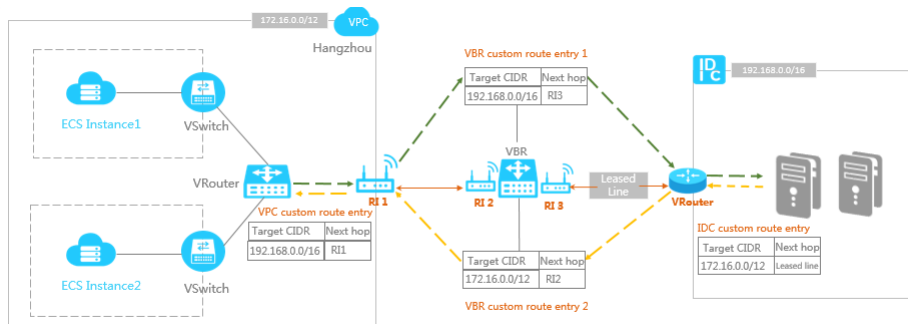 172.16.0.0/12
VPC
Hangzhou
VBR custom route entry 1
Target CIDR Next hop
192.168.0.0/16 RI3
IDC
192.168.0.0/16
ECS Instance1
VSwitch
VRouter
RI 1
VBR
RI 2
RI 3
Leased
Line
VRouter
VPC custom route entry
Target CIDR Next hop
192.168.0.0/16 RI1
IDC custom route entry
Target CIDR Next hop
172.16.0.0/12 Leased line
ECS Instance2
VSwitch
Target CIDR Next hop
172.16.0.0/12 RI2
VBR custom route entry 2